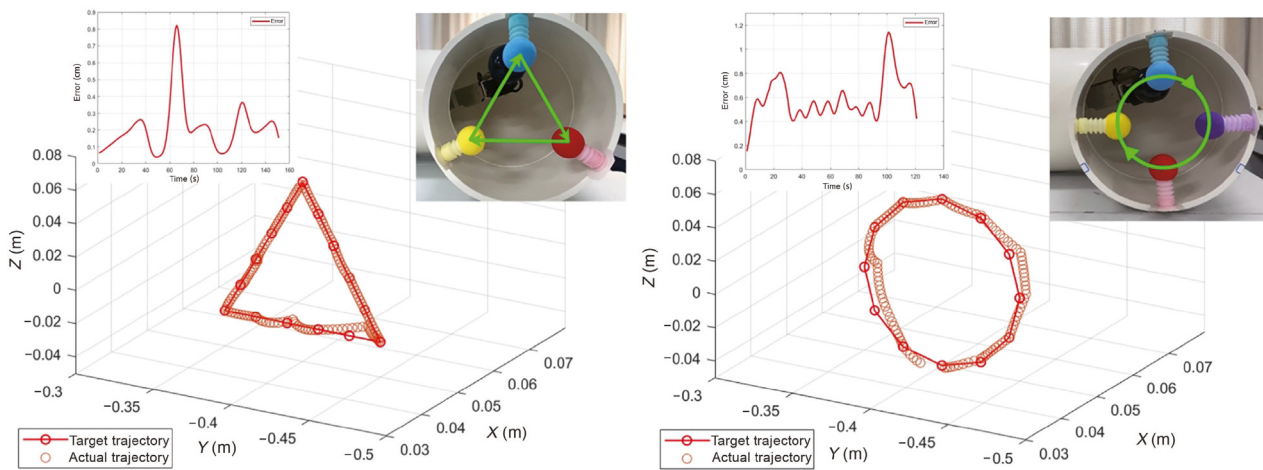 0.9
0.8
0.7
0.6
0.5
0.4
0.3
0.2
0.1
0
Error (cm)
0 20 40 60 80 100 120 140 160
Time (s)
Error
0.08
0.06
0.04
0.02
0
−0.02
−0.04
Z (m)
−0.3
−0.35
−0.4
−0.45
−0.5
Y (m)
0.03
0.04
0.05
0.06
0.07
X (m)
Target trajectory
Actual trajectory
1.2
1.0
0.8
0.6
0.4
0.2
0
Error (cm)
0 20 40 60 80 100 120 140
Time (s)
Error
0.08
0.06
0.04
0.02
0
−0.02
−0.04
Z (m)
−0.3
−0.35
−0.4
−0.45
−0.5
Y (m)
0.03
0.04
0.05
0.06
0.07
X (m)
Target trajectory
Actual trajectory